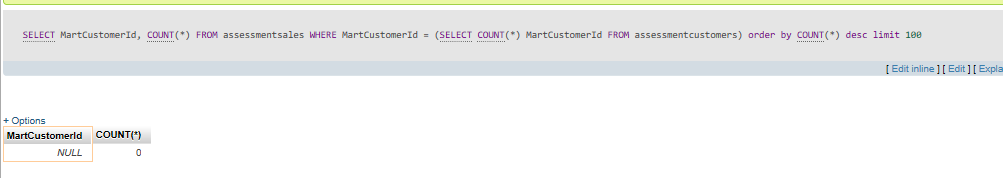 SELECT MartCustomerId, COUNT(*) FROM assessmentsales WHERE MartCustomerId = (SELECT COUNT(*) MartCustomerId FROM assessmentcustomers) order by COUNT(*) desc limit 100
[ Edit inline ] [ Edit ] [ Expla
+ Options
MartCustomerId COUNT(*)
NULL 0